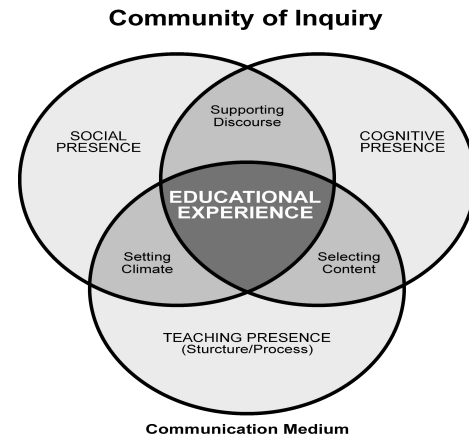 Community of Inquiry
Supporting
Discourse
SOCIAL
PRESENCE
COGNITIVE
PRESENCE
EDUCATIONAL
EXPERIENCE
Setting
Climate
Selecting
Content
TEACHING PRESENCE
(Sturcture/Process)
Communication Medium